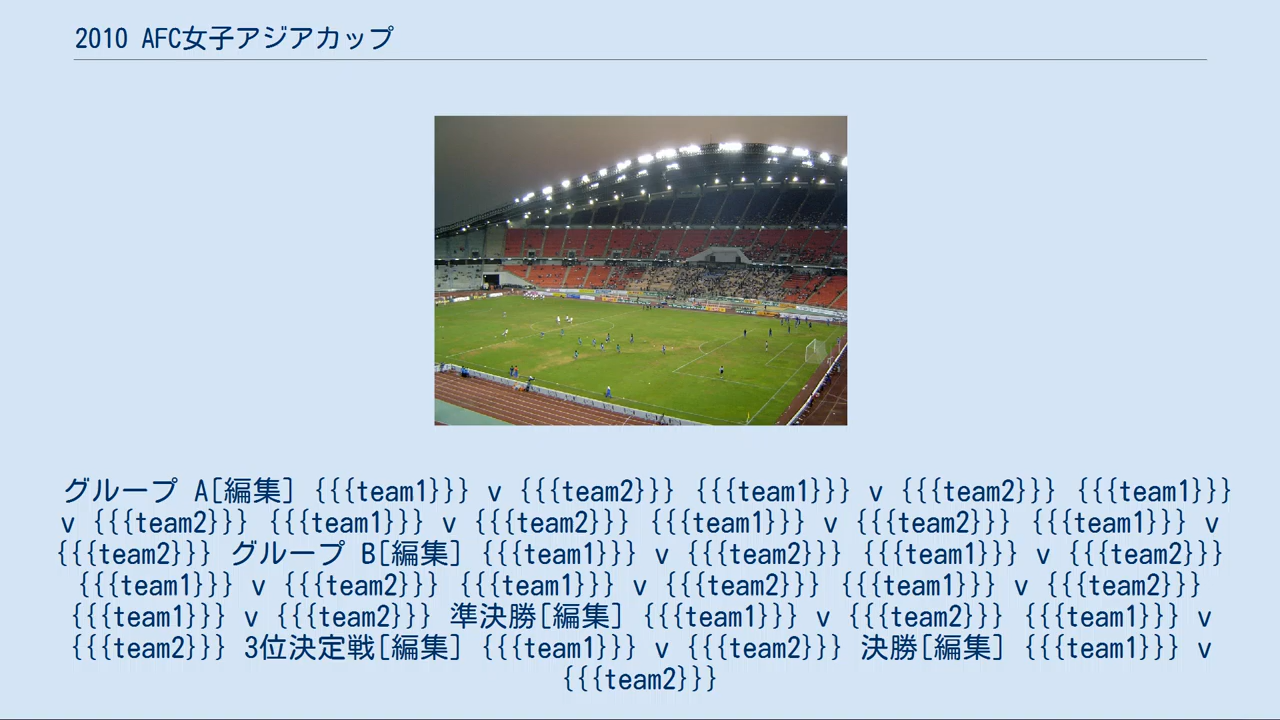 2010 AFC女子アジアカップ
グループ A[編集] {{{team1}}} v {{{team2}}} {{{team1}}} v {{{team2}}} {{{team1}}}
v {{{team2}}} {{{team1}}} v {{{team2}}} {{{team1}}} v {{{team2}}} {{{team1}}} v
{{{team2}}} グループ B[編集] {{{team1}}} v {{{team2}}} {{{team1}}} v {{{team2}}}
{{{team1}}} v {{{team2}}} {{{team1}}} v {{{team2}}} {{{team1}}} v {{{team2}}}
{{{team1}}} v {{{team2}}} 準決勝[編集] {{{team1}}} v {{{team2}}} {{{team1}}} v
{{{team2}}} 3位決定戦[編集] {{{team1}}} v {{{team2}}} 決勝[編集] {{{team1}}} v
{{{team2}}}